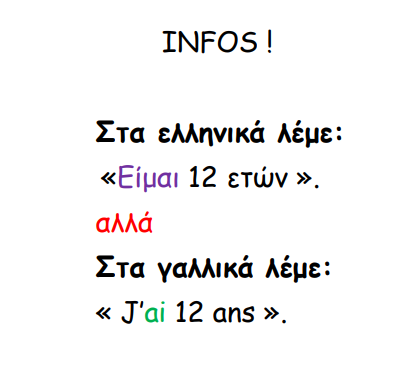 INFOS !
Στα ελληνικά λέμε:
«Είμαι 12 ετών ».
αλλά
Στα γαλλικά λέμε:
« J'ai 12 ans ».